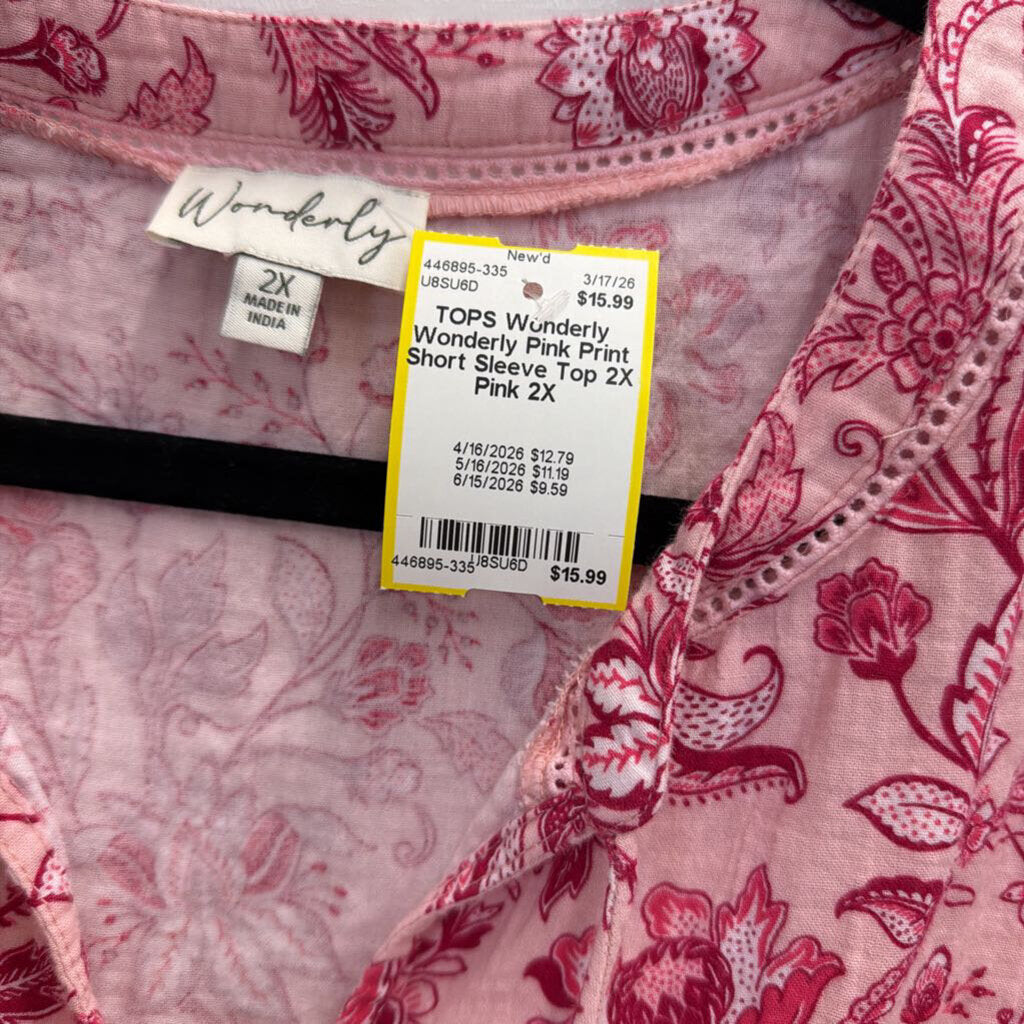 Wonderly
2X
MADE IN
INDIA
New'd
446895-335 3/17/26
U8SU6D $15.99
TOPS Wonderly
Wonderly Pink Print
Short Sleeve Top 2X
Pink 2X
4/16/2026 $12.79
5/16/2026 $11.19
6/15/2026 $9.59
446895-335 U8SU6D $15.99